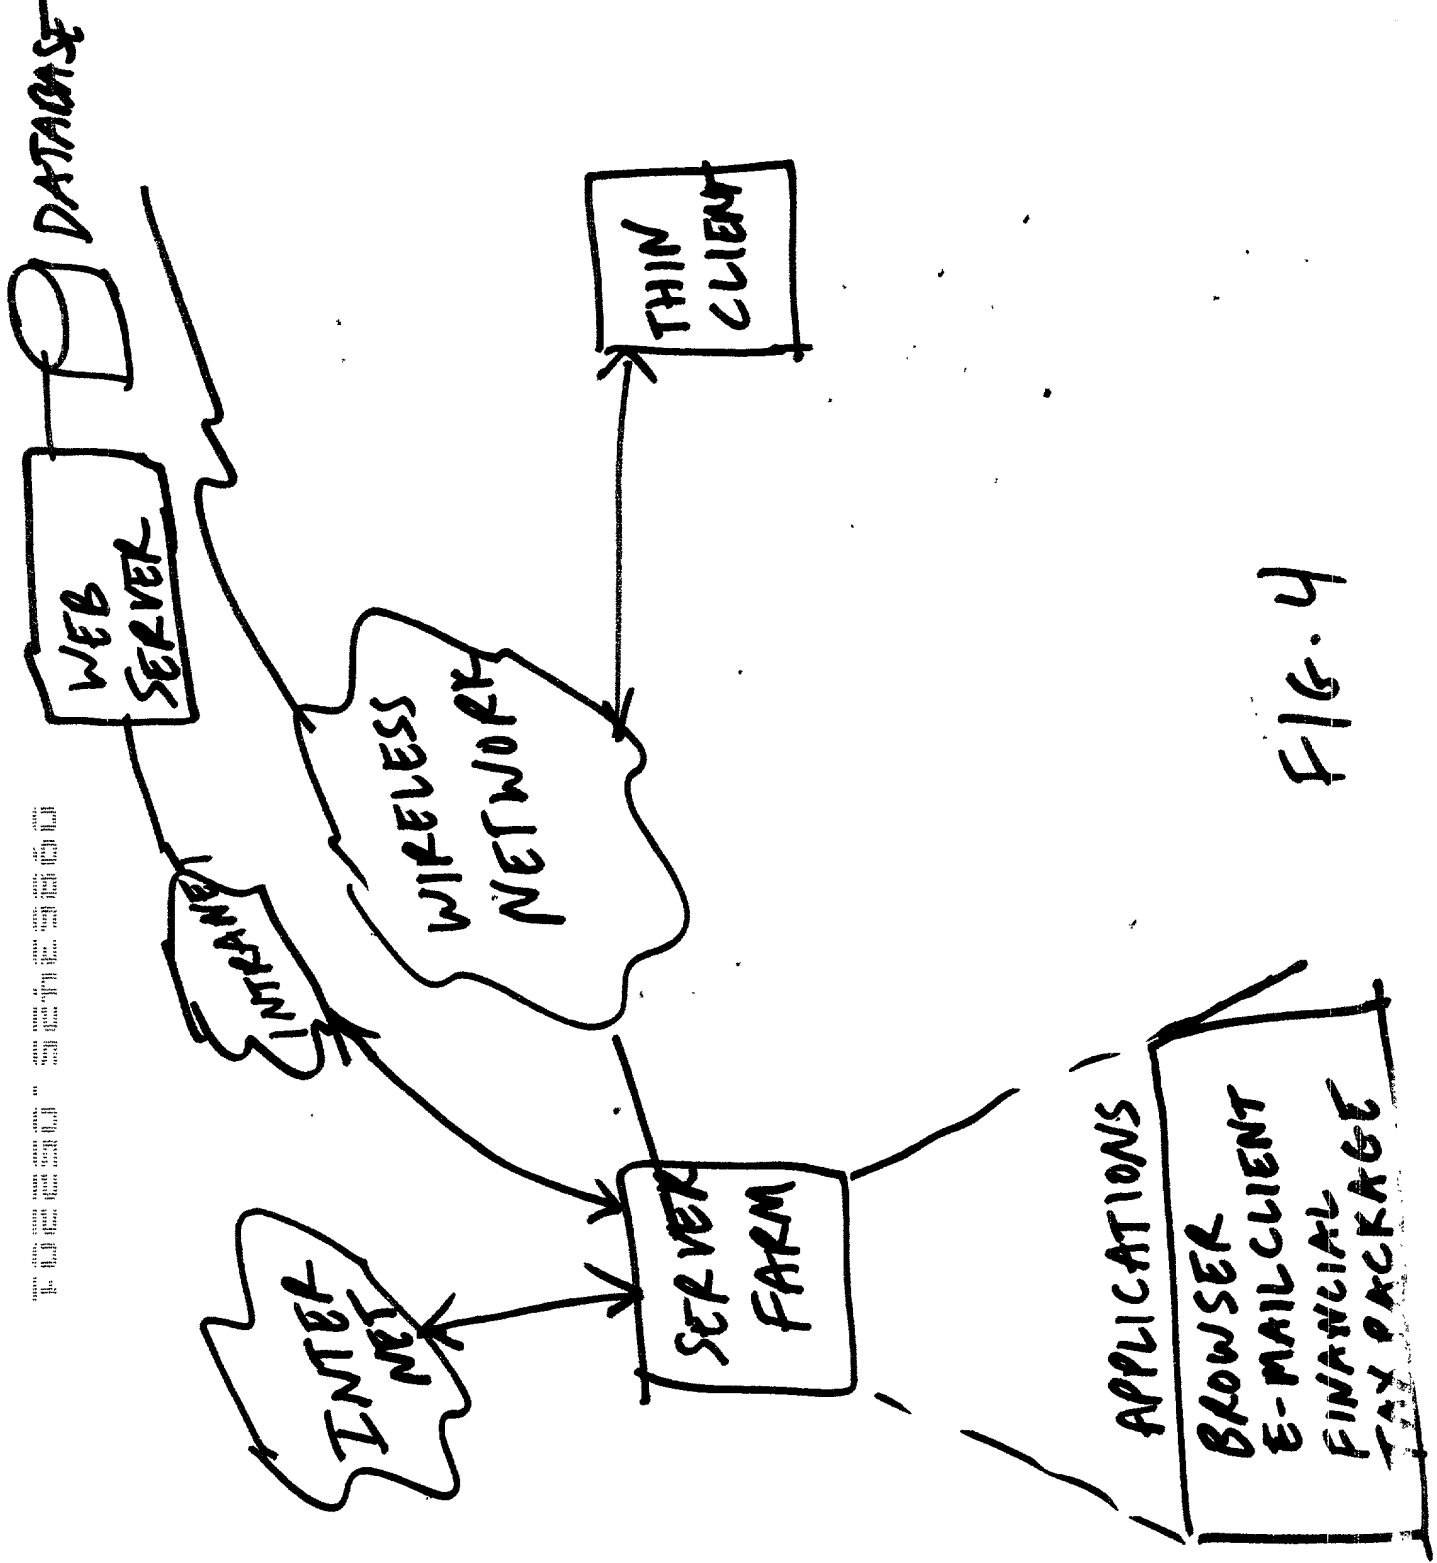 DATABASE
WEB
SERVER
INTRANET
WIRELESS
NETWORK
THIN
CLIENT
INTER
NET
SERVER
FARM
APPLICATIONS
BROWSER
E-MAIL CLIENT
FINANCIAL
TAX PACKAGE
FIG. 4